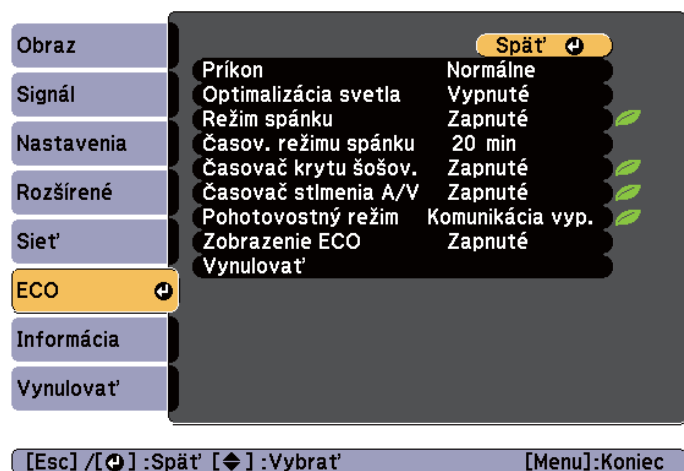 Obraz
Signál
Nastavenia
Rozšírené
Sieť
ECO
Informácia
Vynulovať
Späť
Príkon Normálne
Optimalizácia svetla Vypnuté
Režim spánku Zapnuté
Časov. režimu spánku 20 min
Časovač krytu šošov. Zapnuté
Časovač stlmenia A/V Zapnuté
Pohotovostný režim Komunikácia vyp.
Zobrazenie ECO Zapnuté
Vynulovať
[Esc] /[⏎] :Späť [◆] :Vybrať [Menu]:Koniec